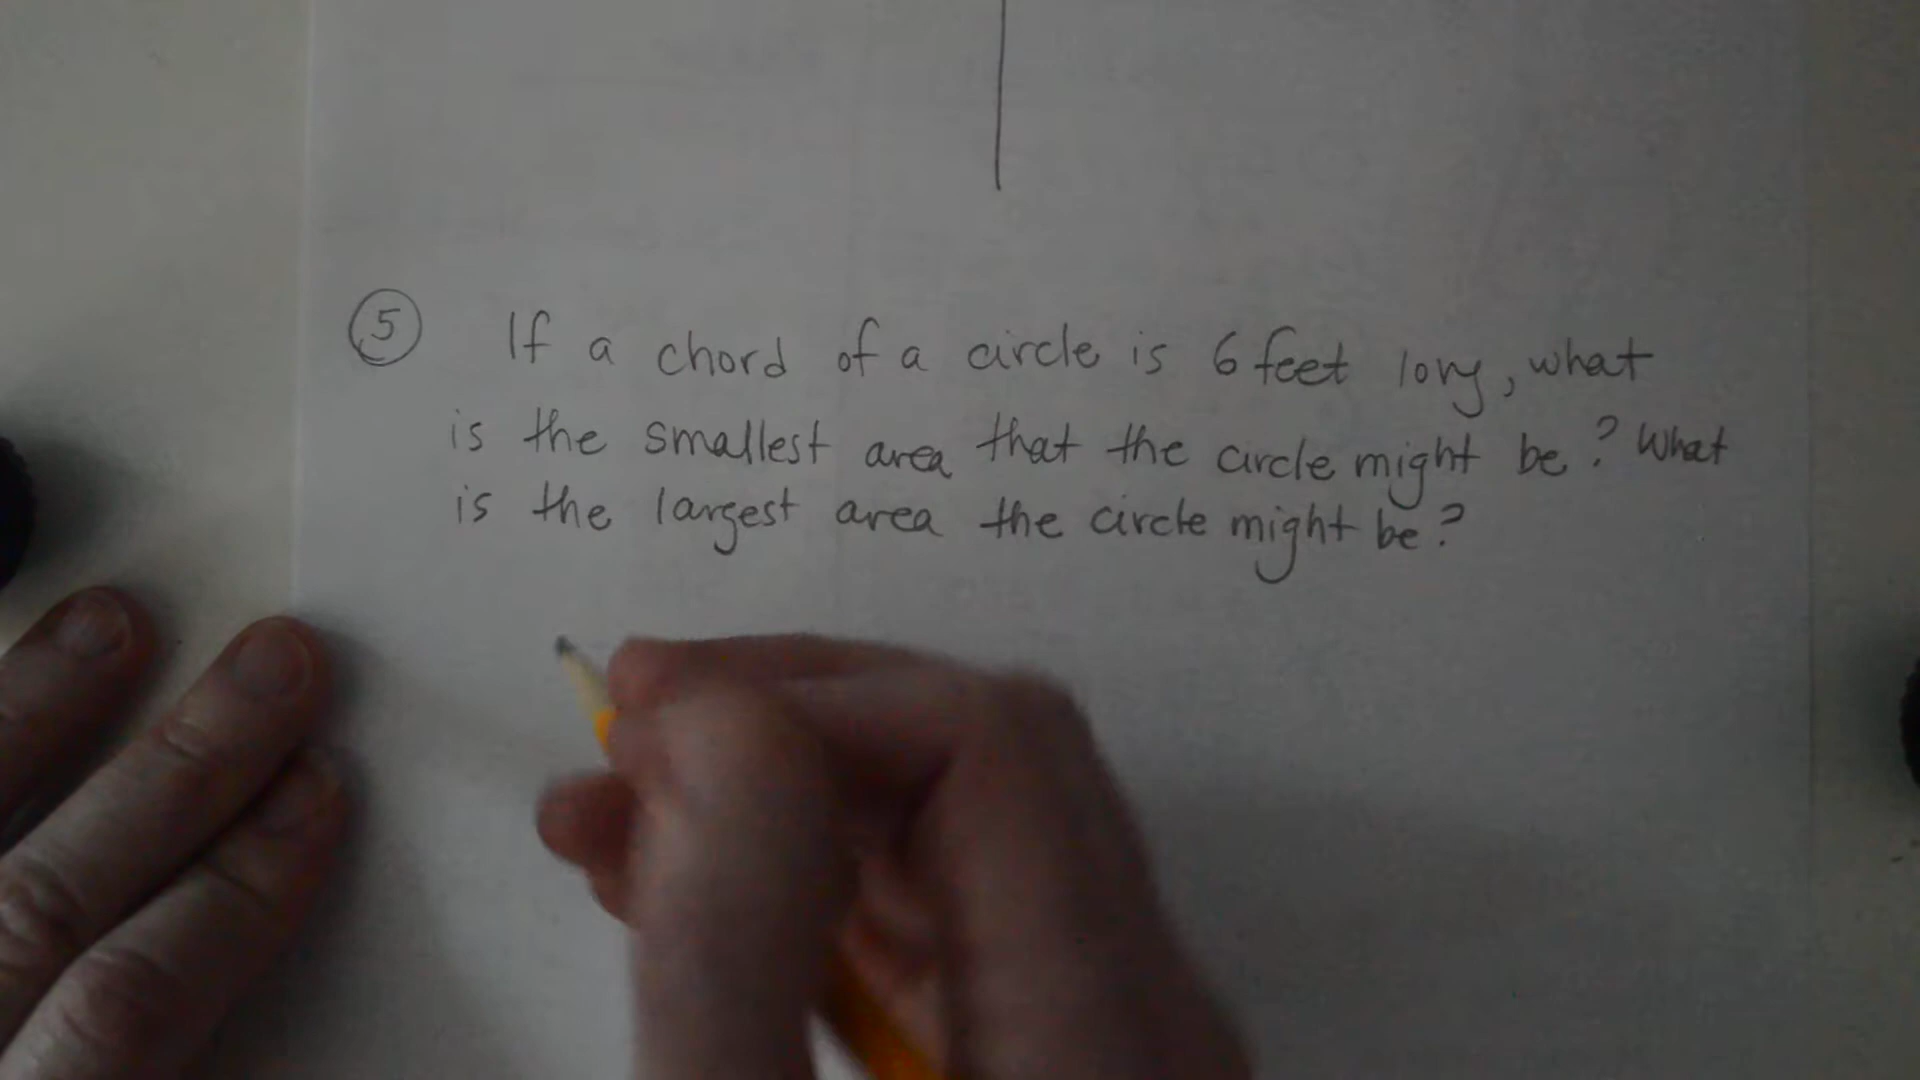 5 If a chord of a circle is 6 feet long, what
is the smallest area that the circle might be? What
is the largest area the circle might be?